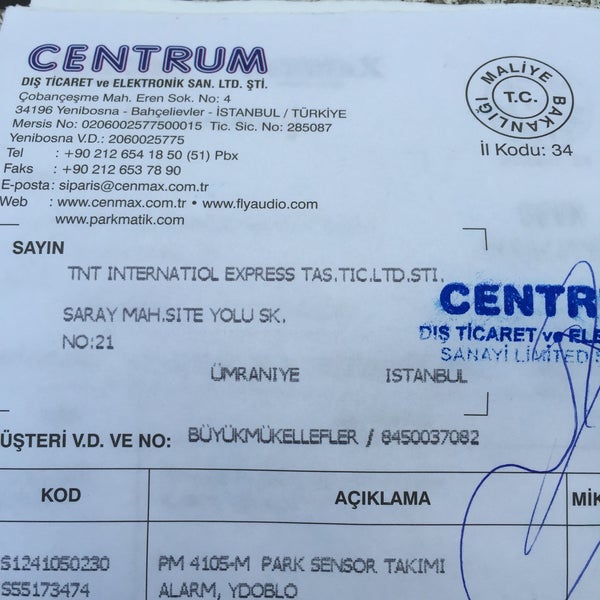 CENTRUM
DIŞ TİCARET ve ELEKTRONİK SAN. LTD. ŞTİ.
Çobançeşme Mah. Eren Sok. No: 4
34196 Yenibosna - Bahçelievler - İSTANBUL / TÜRKİYE
Mersis No: 0206002577500015 Tic. Sic. No: 285087
Yenibosna V.D.: 2060025775
Tel : +90 212 654 18 50 (51) Pbx
Faks : +90 212 653 78 90
E-posta : siparis@cenmax.com.tr
Web : www.cenmax.com.tr • www.flyaudio.com
www.parkmatik.com
MALİYE BAKANLIĞI
T.C.
İl Kodu: 34
SAYIN
TNT INTERNATIOL EXPRESS TAS.TIC.LTD.STI.
SARAY MAH.SITE YOLU SK.
NO:21
ÜMRANIYE ISTANBUL
CENTR
DIŞ TİCARET ve ELE
SANAYİ LİMİTED
ÜŞTERİ V.D. VE NO: BÜYÜKMÜKELLEFLER / 8450037082
KOD AÇIKLAMA MİK
S1241050230 PM 4105-M PARK SENSOR TAKIMI
S55173474 ALARM, YDOBLO